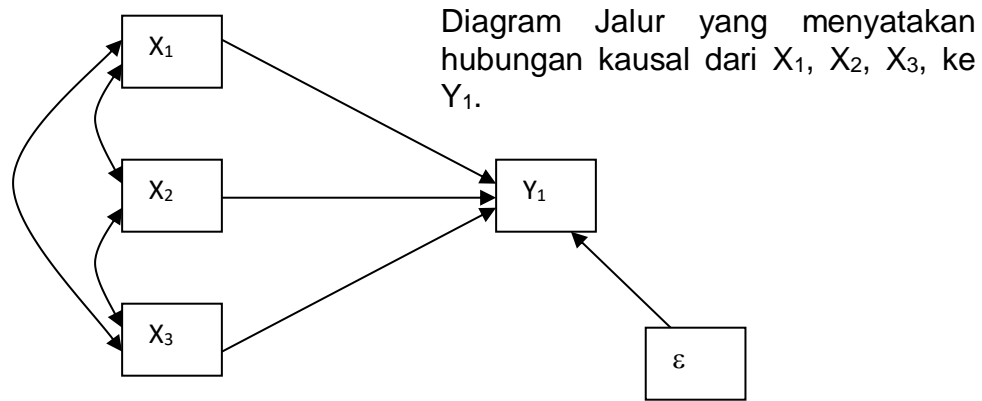 Diagram Jalur yang menyatakan
hubungan kausal dari X₁, X₂, X₃, ke
Y₁.
X₁
X₂
Y₁
X₃
ε